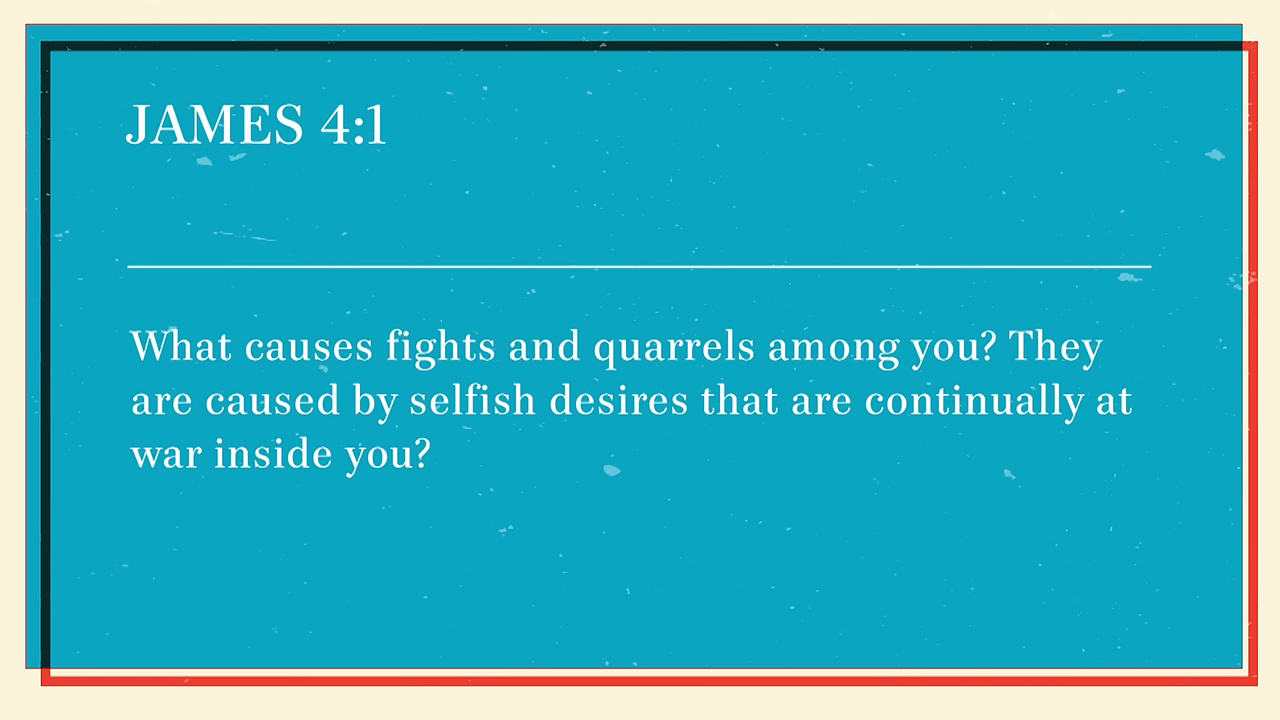 JAMES 4:1
What causes fights and quarrels among you? They
are caused by selfish desires that are continually at
war inside you?